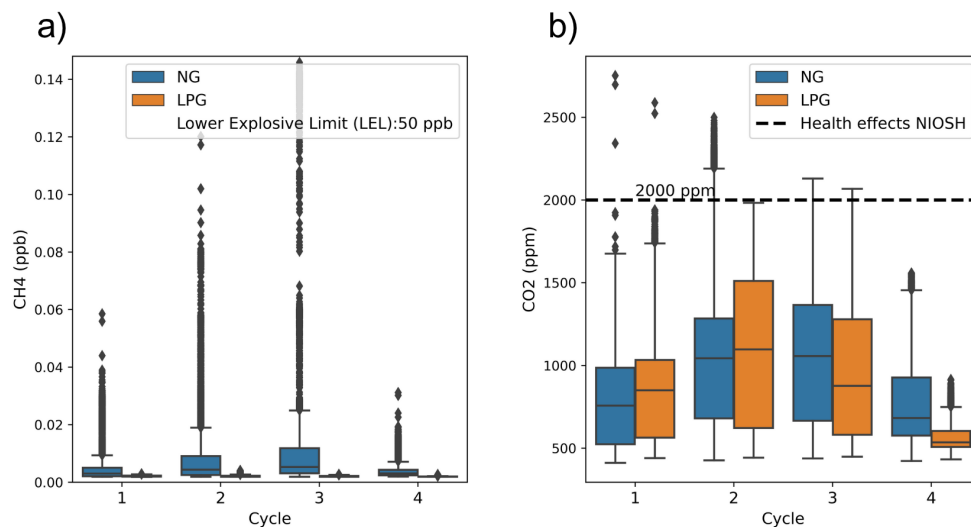 a)
0.14
0.12
0.10
0.08
0.06
0.04
0.02
0.00
CH4 (ppb)
NG
LPG
Lower Explosive Limit (LEL):50 ppb
1 2 3 4
Cycle
b)
2500
2000
1500
1000
500
CO2 (ppm)
NG
LPG
Health effects NIOSH
2000 ppm
1 2 3 4
Cycle